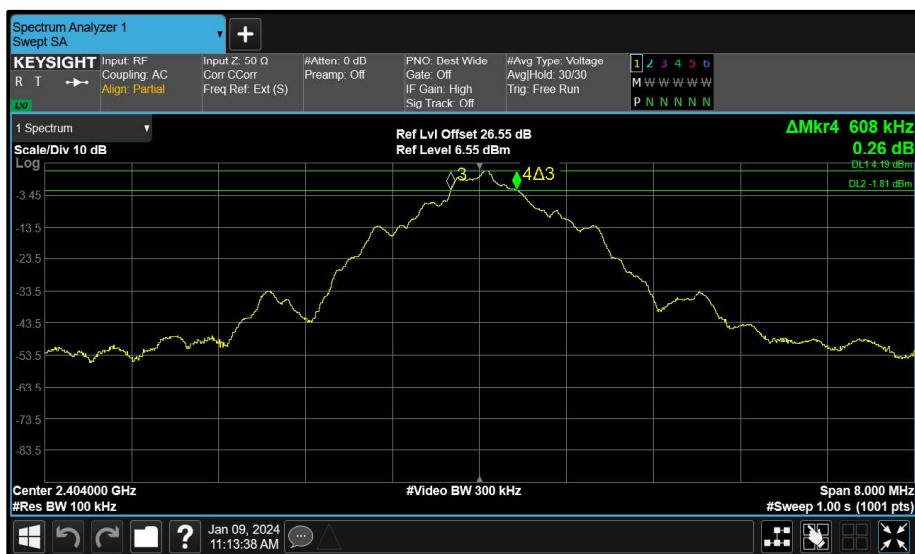 Spectrum Analyzer 1
Swept SA
+
KEYSIGHT
R T
LXI
Input: RF
Coupling: AC
Align: Partial
Input Z: 50 Ω
Corr CCorr
Freq Ref: Ext (S)
#Atten: 0 dB
Preamp: Off
PNO: Best Wide
Gate: Off
IF Gain: High
Sig Track: Off
#Avg Type: Voltage
Avg|Hold: 30/30
Trig: Free Run
1 2 3 4 5 6
M W W W W W
P N N N N N
1 Spectrum
Scale/Div 10 dB
Log
Ref Lvl Offset 26.55 dB
Ref Level 6.55 dBm
ΔMkr4 608 kHz
0.26 dB
DL1 4.19 dBm
DL2 -1.81 dBm
3
4Δ3
-3.45
-13.5
-23.5
-33.5
-43.5
-53.5
-63.5
-73.5
-83.5
Center 2.404000 GHz
#Res BW 100 kHz
#Video BW 300 kHz
Span 8.000 MHz
#Sweep 1.00 s (1001 pts)
?
Jan 09, 2024
11:13:38 AM